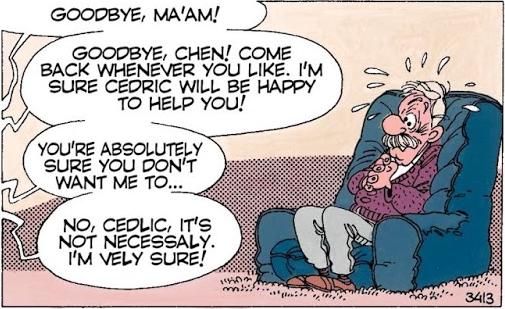 GOODBYE, MA'AM!
GOODBYE, CHEN! COME
BACK WHENEVER YOU LIKE. I'M
SURE CEDRIC WILL BE HAPPY
TO HELP YOU!
YOU'RE ABSOLUTELY
SURE YOU DON'T
WANT ME TO...
NO, CEDLIC, IT'S
NOT NECESSALY.
I'M VELY SURE!
3413